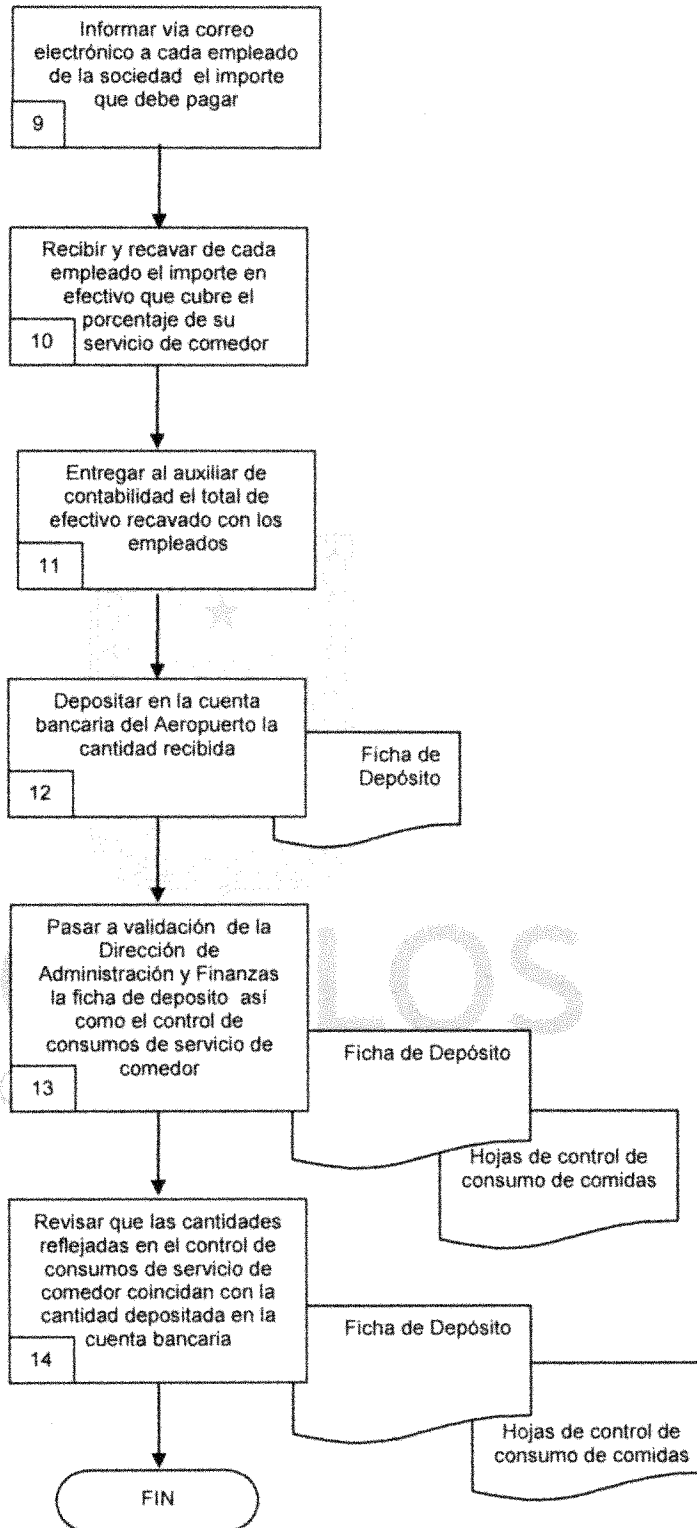 Informar vía correo
electrónico a cada empleado
de la sociedad el importe
que debe pagar
9
Recibir y recavar de cada
empleado el importe en
efectivo que cubre el
porcentaje de su
servicio de comedor
10
Entregar al auxiliar de
contabilidad el total de
efectivo recavado con los
empleados
11
Depositar en la cuenta
bancaria del Aeropuerto la
cantidad recibida
12
Ficha de
Depósito
Pasar a validación de la
Dirección de
Administración y Finanzas
la ficha de deposito así
como el control de
consumos de servicio de
comedor
13
Ficha de Depósito
Hojas de control de
consumo de comidas
Revisar que las cantidades
reflejadas en el control de
consumos de servicio de
comedor coincidan con la
cantidad depositada en la
cuenta bancaria
14
Ficha de Depósito
Hojas de control de
consumo de comidas
FIN